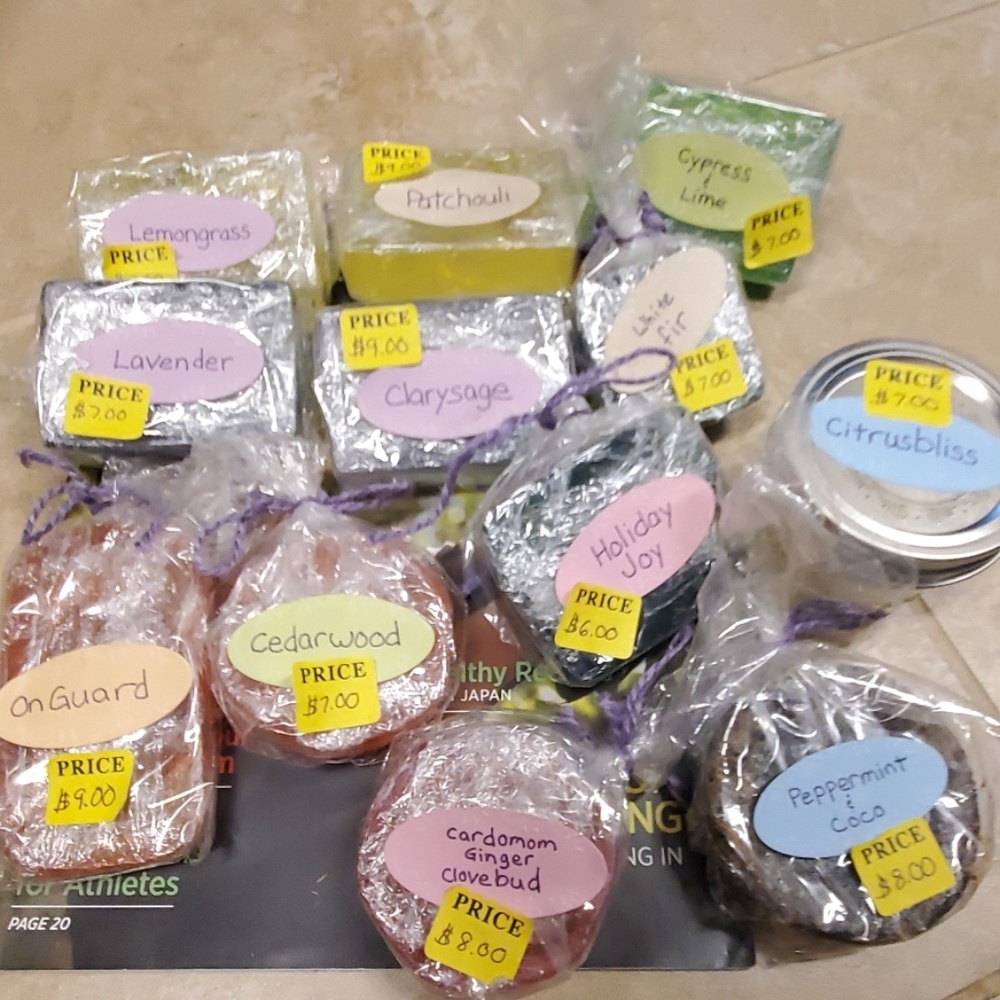 Lemongrass
PRICE
PRICE
$9.00
Patchouli
Cypress
&
Lime
PRICE
$7.00
Lavender
PRICE
$7.00
PRICE
$9.00
Clarysage
White
fir
PRICE
$7.00
PRICE
$7.00
Citrusbliss
Holiday
Joy
PRICE
$6.00
onGuard
PRICE
$9.00
cedarwood
PRICE
$7.00
cardomom
Ginger
clovebud
PRICE
$8.00
Peppermint
&
Coco
PRICE
$8.00
JAPAN
NG
NG IN
for Athletes
PAGE 20